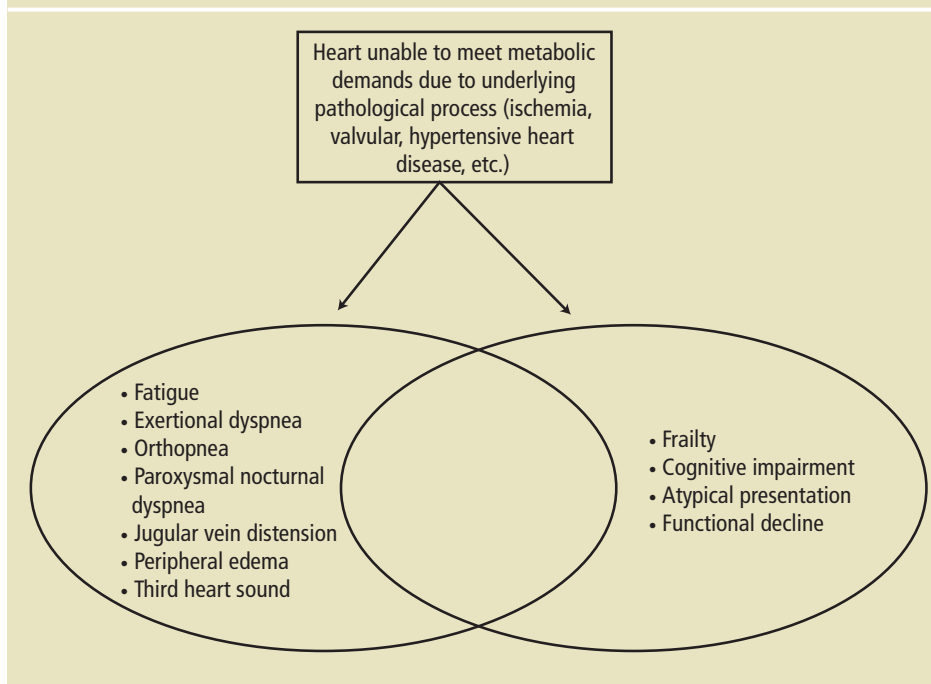 Heart unable to meet metabolic
demands due to underlying
pathological process (ischemia,
valvular, hypertensive heart
disease, etc.)
• Fatigue
• Exertional dyspnea
• Orthopnea
• Paroxysmal nocturnal
dyspnea
• Jugular vein distension
• Peripheral edema
• Third heart sound
• Frailty
• Cognitive impairment
• Atypical presentation
• Functional decline